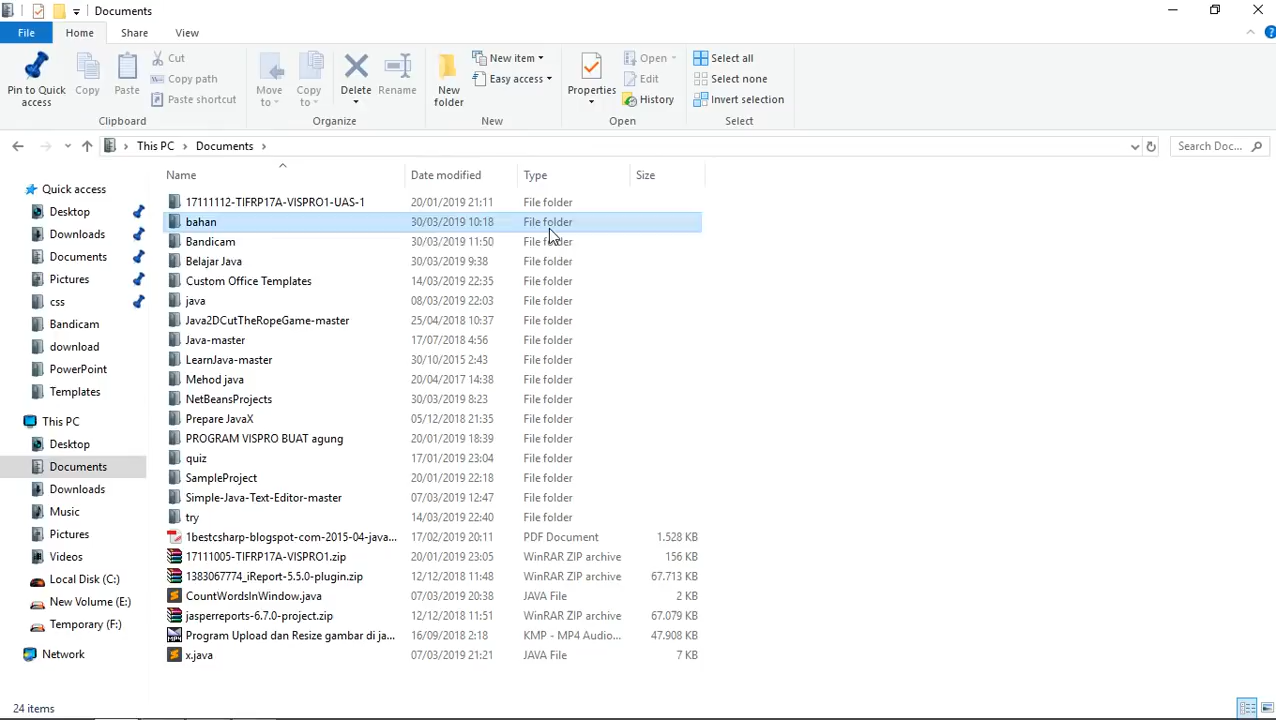 Documents
File Home Share View
Pin to Quick access
Copy
Paste
Cut
Copy path
Paste shortcut
Clipboard
Move to
Copy to
Delete
Rename
Organize
New folder
New item
Easy access
New
Properties
Open
Edit
History
Open
Select all
Select none
Invert selection
Select
This PC Documents
Search Doc...
Name Date modified Type Size
Quick access
Desktop
Downloads
Documents
Pictures
css
Bandicam
download
PowerPoint
Templates
This PC
Desktop
Documents
Downloads
Music
Pictures
Videos
Local Disk (C:)
New Volume (E:)
Temporary (F:)
Network
17111112-TIFRP17A-VISPRO1-UAS-1 20/01/2019 21:11 File folder
bahan 30/03/2019 10:18 File folder
Bandicam 30/03/2019 11:50 File folder
Belajar Java 30/03/2019 9:38 File folder
Custom Office Templates 14/03/2019 22:35 File folder
java 08/03/2019 22:03 File folder
Java2DCutTheRopeGame-master 25/04/2018 10:37 File folder
Java-master 17/07/2018 4:56 File folder
LearnJava-master 30/10/2015 2:43 File folder
Mehod java 20/04/2017 14:38 File folder
NetBeansProjects 30/03/2019 8:23 File folder
Prepare JavaX 05/12/2018 21:35 File folder
PROGRAM VISPRO BUAT agung 20/01/2019 18:39 File folder
quiz 17/01/2019 23:04 File folder
SampleProject 20/01/2019 22:18 File folder
Simple-Java-Text-Editor-master 07/03/2019 12:47 File folder
try 14/03/2019 22:40 File folder
1bestcsharp-blogspot-com-2015-04-java... 17/02/2019 20:11 PDF Document 1.528 KB
17111005-TIFRP17A-VISPRO1.zip 20/01/2019 23:05 WinRAR ZIP archive 156 KB
1383067774_iReport-5.5.0-plugin.zip 12/12/2018 11:48 WinRAR ZIP archive 67.713 KB
CountWordsInWindow.java 07/03/2019 20:38 JAVA File 2 KB
jasperreports-6.7.0-project.zip 12/12/2018 11:51 WinRAR ZIP archive 67.079 KB
Program Upload dan Resize gambar di ja... 16/09/2018 2:18 KMP - MP4 Audio... 47.908 KB
x.java 07/03/2019 21:21 JAVA File 7 KB
24 items